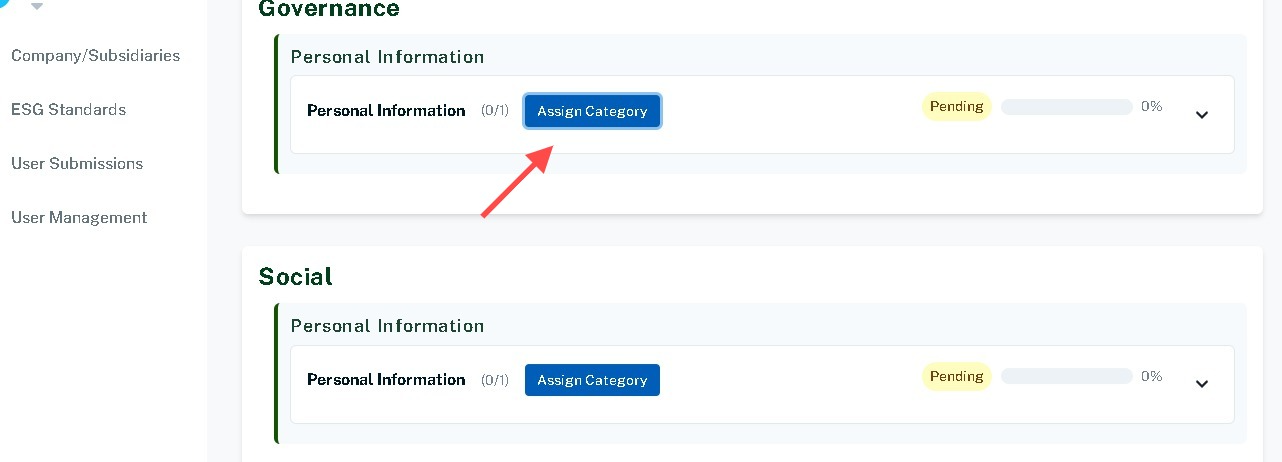 Governance
Company/Subsidiaries
ESG Standards
User Submissions
User Management
Personal Information
Personal Information (0/1) Assign Category Pending 0%
Social
Personal Information
Personal Information (0/1) Assign Category Pending 0%